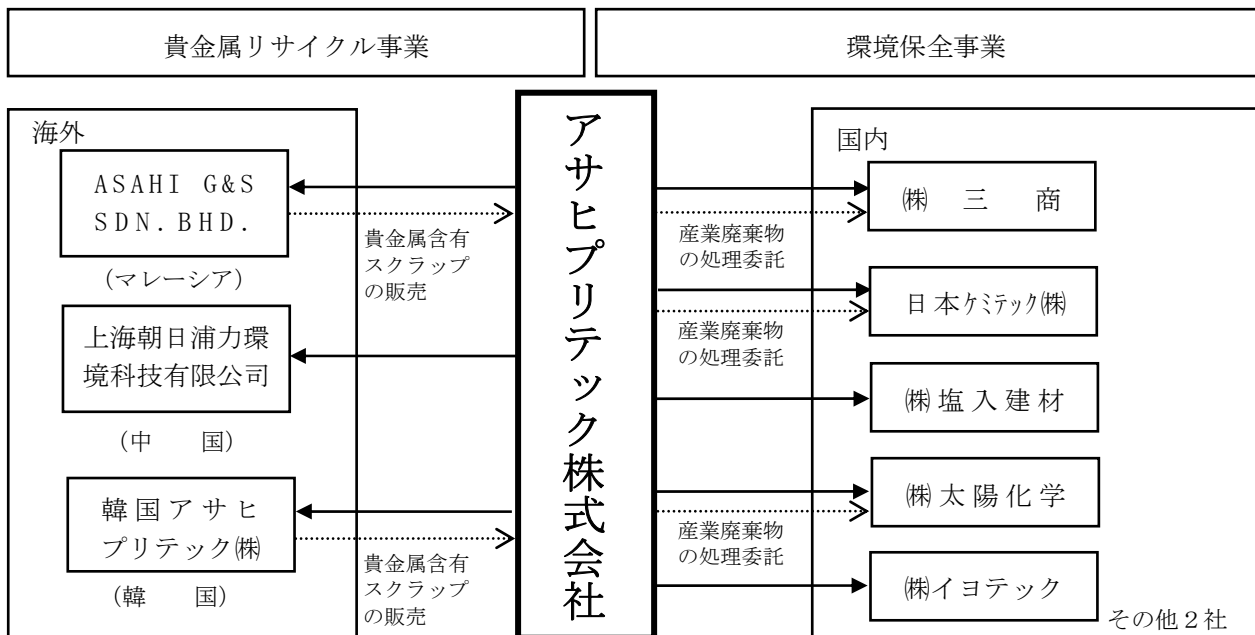 貴金属リサイクル事業
環境保全事業
海外
ASAHI G&S
SDN.BHD.
(マレーシア)
貴金属含有
スクラップ
の販売
上海朝日浦力環
境科技有限公司
(中　　国)
韓国アサヒ
プリテック㈱
(韓　　国)
貴金属含有
スクラップ
の販売
アサヒプリテック株式会社
国内
㈱　三　商
産業廃棄物
の処理委託
日本ｹﾐﾃｯｸ㈱
産業廃棄物
の処理委託
㈱塩入建材
㈱太陽化学
産業廃棄物
の処理委託
㈱イヨテック
その他２社